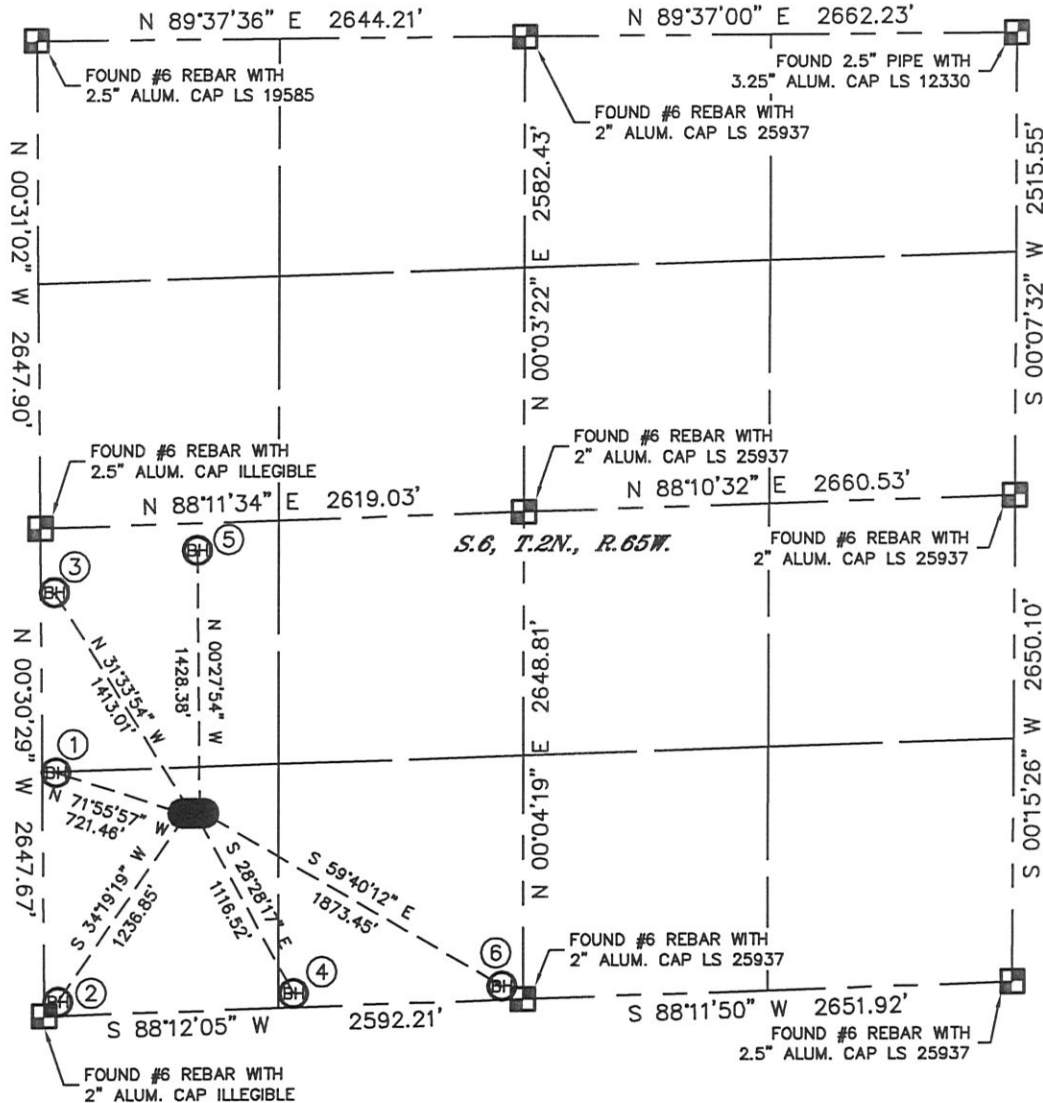 N 89°37'36" E 2644.21'
N 89°37'00" E 2662.23'
FOUND #6 REBAR WITH
2.5" ALUM. CAP LS 19585
FOUND #6 REBAR WITH
2" ALUM. CAP LS 25937
FOUND 2.5" PIPE WITH
3.25" ALUM. CAP LS 12330
N 00°31'02" W 2647.90'
N 00°03'22" E 2582.43'
S 00°07'32" W 2515.55'
FOUND #6 REBAR WITH
2.5" ALUM. CAP ILLEGIBLE
FOUND #6 REBAR WITH
2" ALUM. CAP LS 25937
N 88°11'34" E 2619.03'
N 88°10'32" E 2660.53'
S.6, T.2N., R.65W.
FOUND #6 REBAR WITH
2" ALUM. CAP LS 25937
BH 5
BH 3
N 00°30'29" W 2647.67'
N 31°33'54" W
1413.01'
N 00°27'54" W
1428.38'
N 00°04'19" E 2648.81'
S 00°15'26" W 2650.10'
BH 1
N 71°55'57" W
721.46'
S 34°19'19" W
1236.85'
S 28°28'17" E
1116.52'
S 59°40'12" E
1873.45'
BH 2
BH 4
BH 6
FOUND #6 REBAR WITH
2" ALUM. CAP LS 25937
S 88°12'05" W 2592.21'
S 88°11'50" W 2651.92'
FOUND #6 REBAR WITH
2.5" ALUM. CAP LS 25937
FOUND #6 REBAR WITH
2" ALUM. CAP ILLEGIBLE